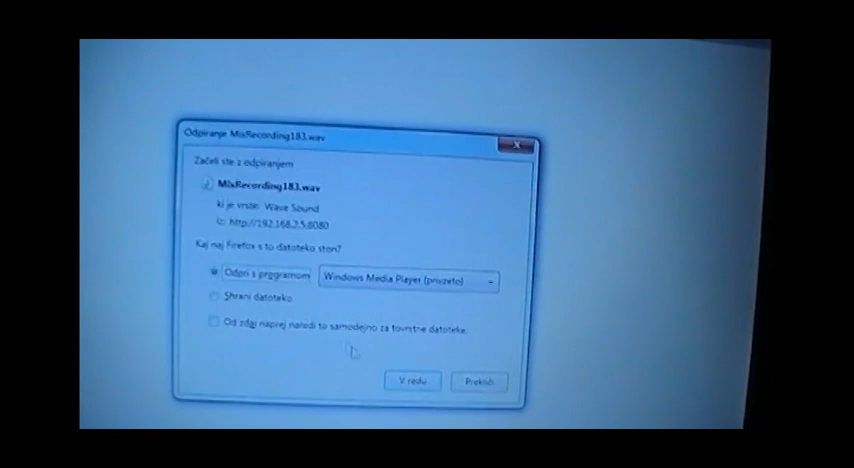 Odpiranje MixRecording183.wav
Začeli ste z odpiranjem
MixRecording183.wav
ki je vrste: Wave Sound
iz: http://192.168.2.5:8080
Kaj naj Firefox s to datoteko stori?
Odpri s programom
Windows Media Player (privzeto)
Shrani datoteko
Od zdaj naprej naredi to samodejno za tovrstne datoteke.
V redu
Prekliči